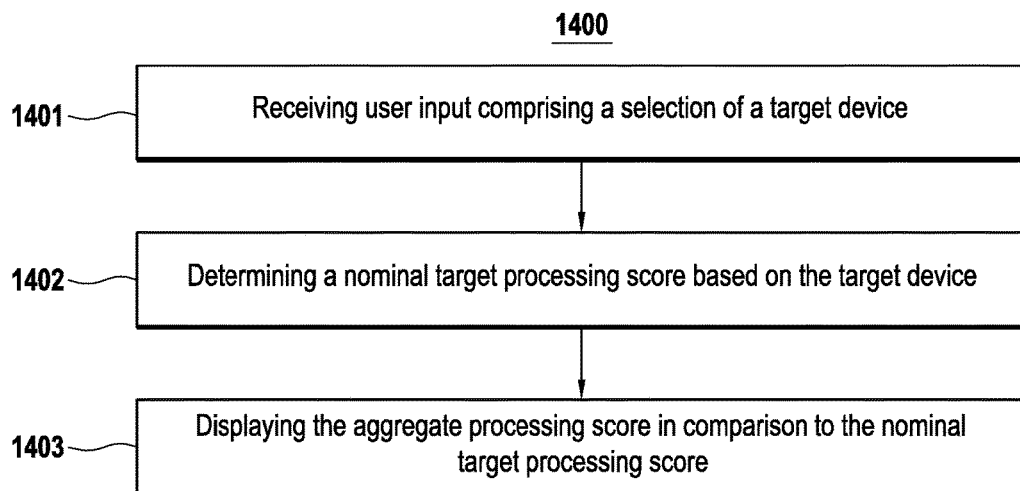 1400
1401
Receiving user input comprising a selection of a target device
1402
Determining a nominal target processing score based on the target device
1403
Displaying the aggregate processing score in comparison to the nominal
target processing score